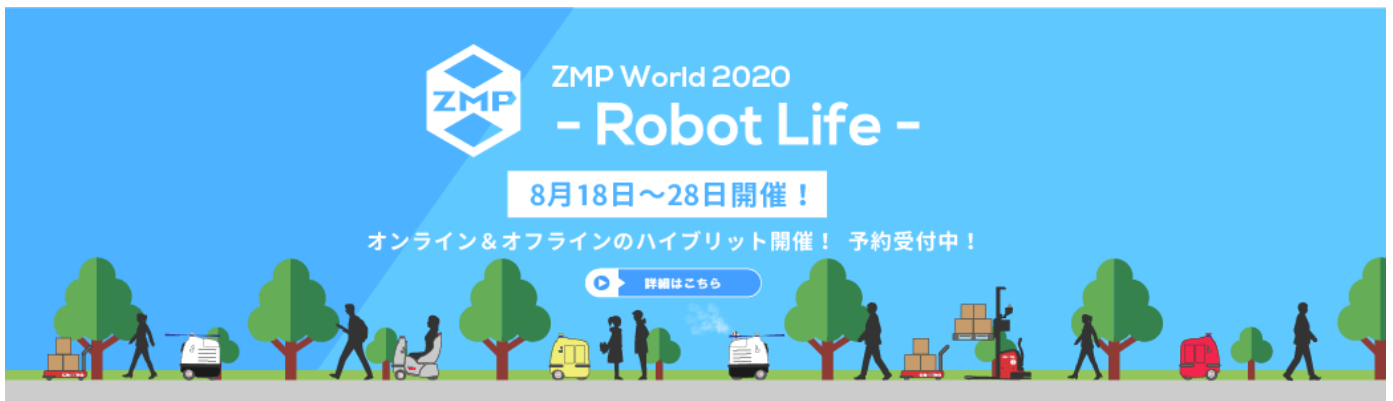 ZMP
ZMP World 2020
- Robot Life -
8月18日～28日開催！
オンライン＆オフラインのハイブリット開催！ 予約受付中！
詳細はこちら